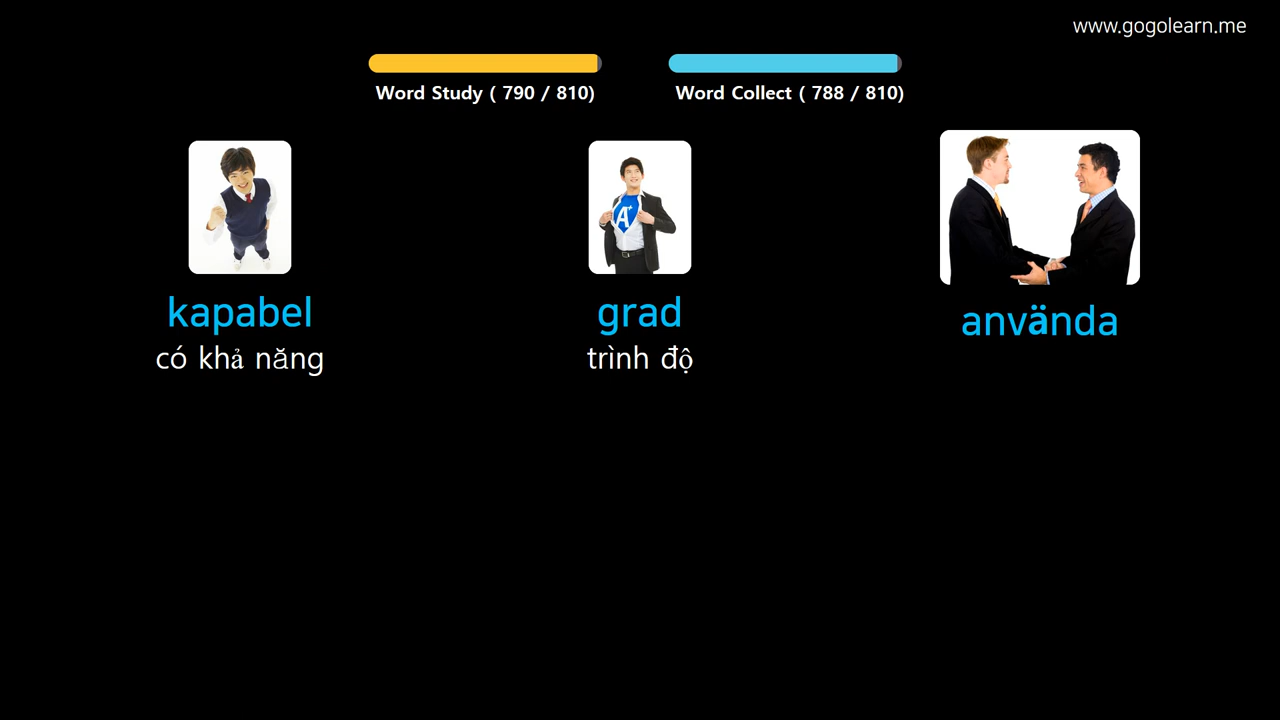 www.gogolearn.me
Word Study ( 790 / 810)
Word Collect ( 788 / 810)
A+
kapabel
có khả năng
grad
trình độ
använda